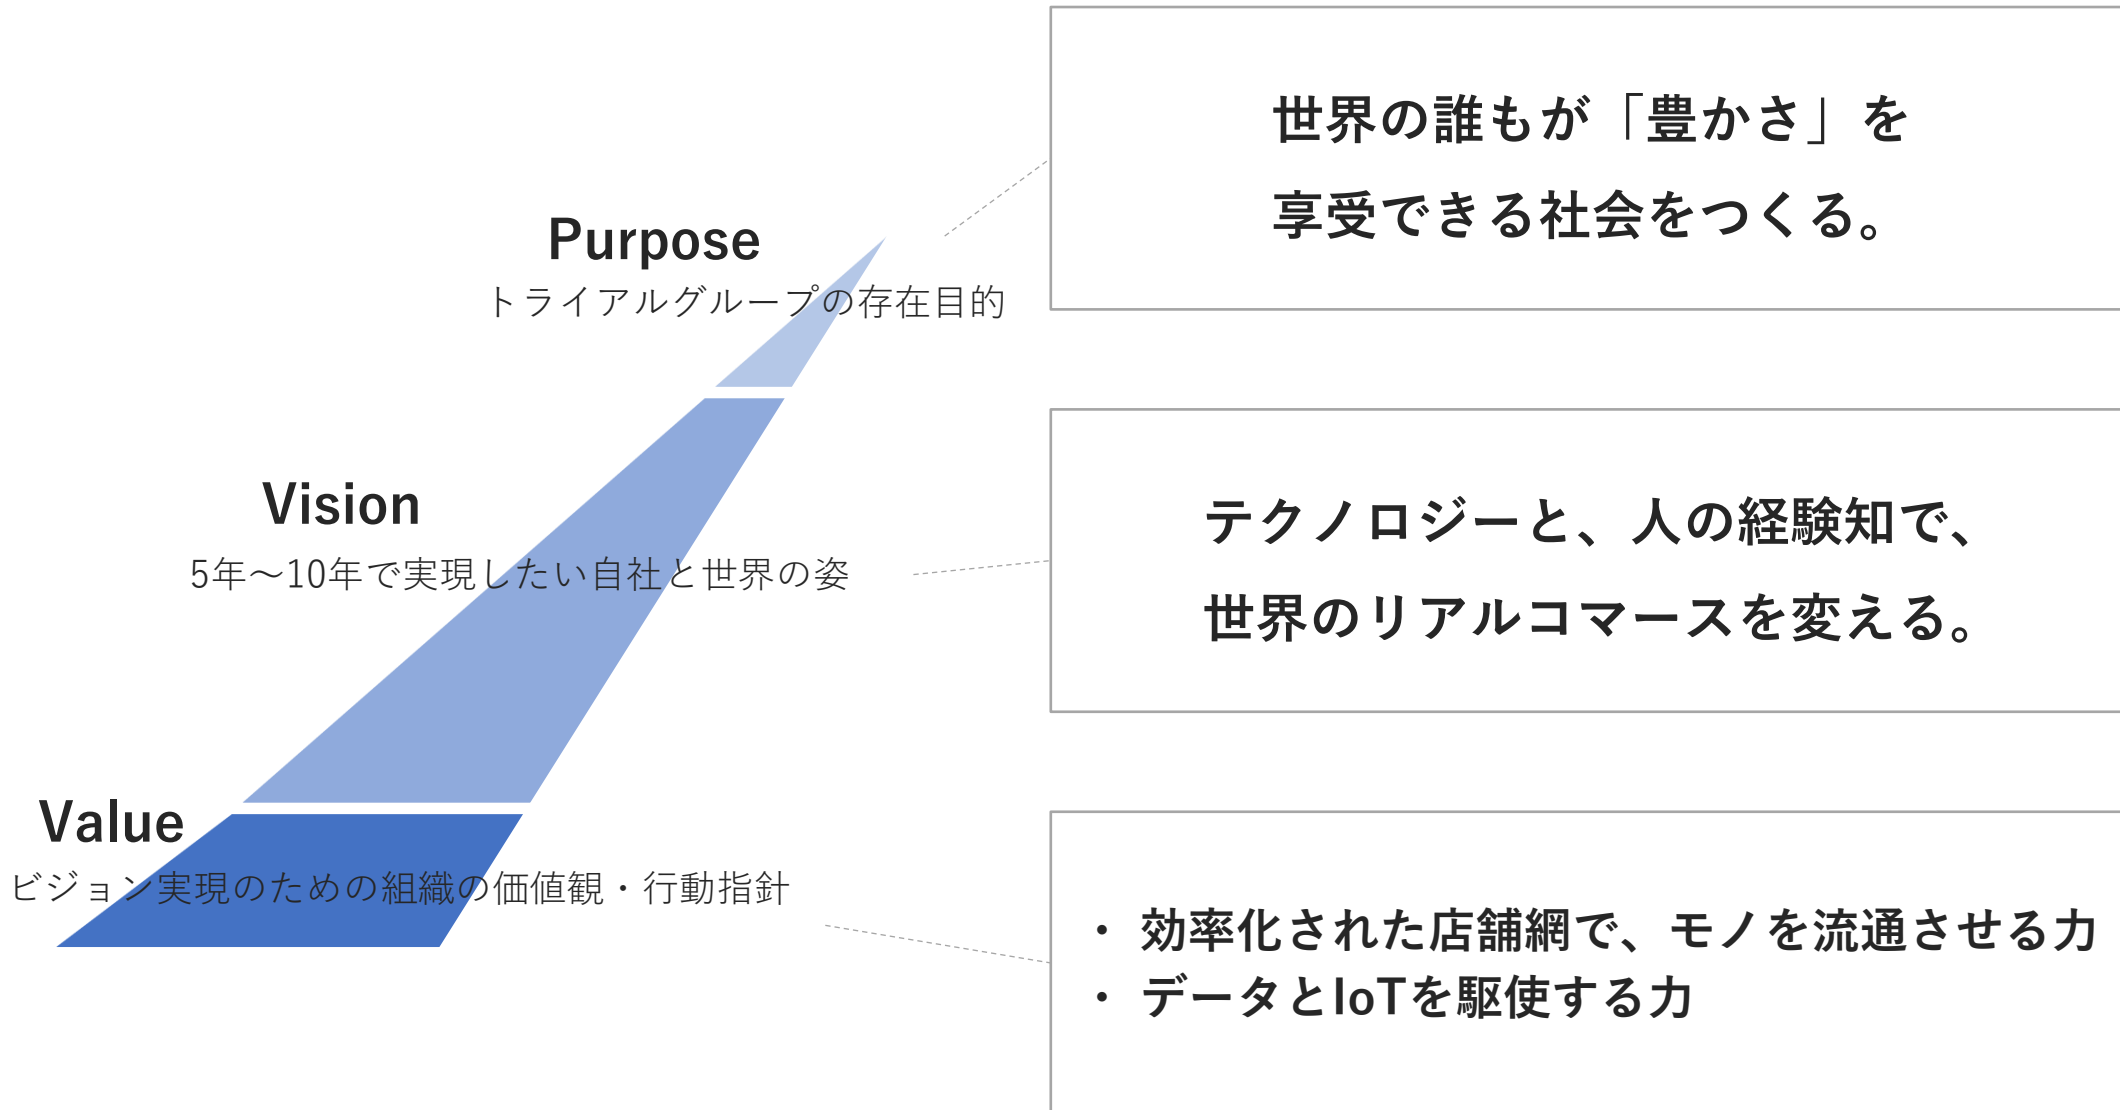 世界の誰もが「豊かさ」を
享受できる社会をつくる。
Purpose
トライアルグループの存在目的
Vision
5年～10年で実現したい自社と世界の姿
テクノロジーと、人の経験知で、
世界のリアルコマースを変える。
Value
ビジョン実現のための組織の価値観・行動指針
・ 効率化された店舗網で、モノを流通させる力
・ データとIoTを駆使する力